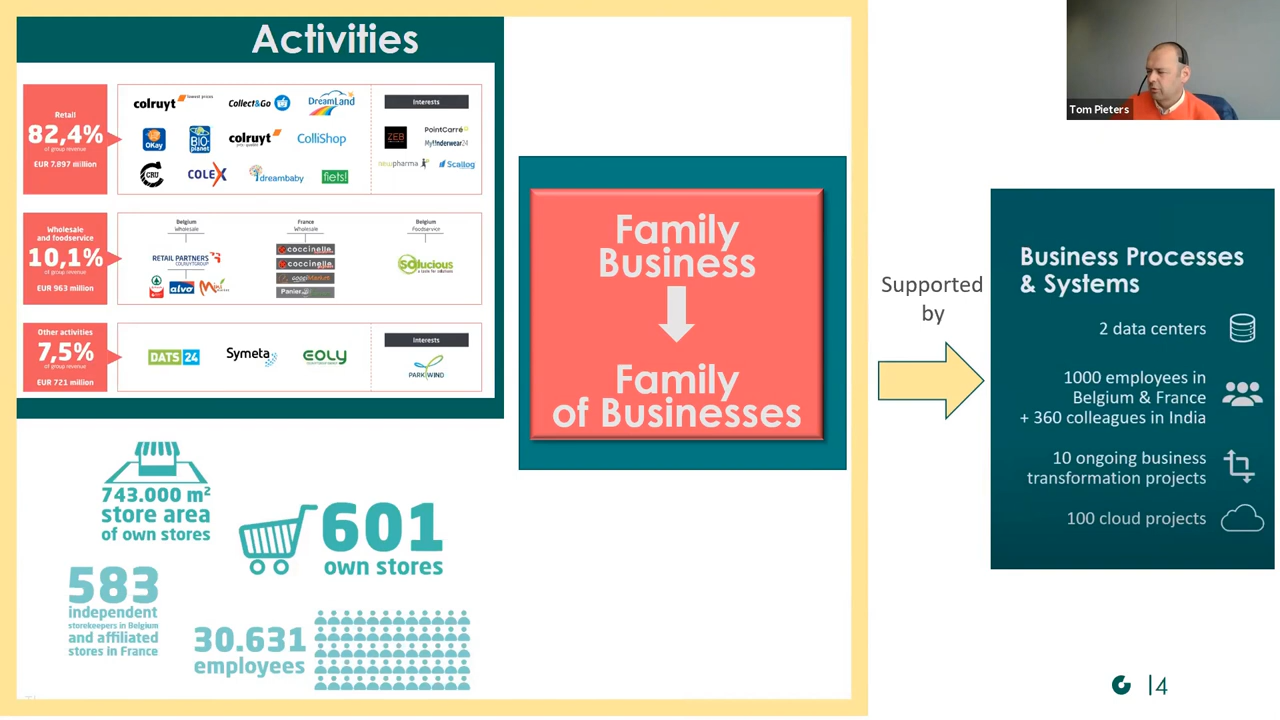 Activities
Retail
82,4%
of group revenue
EUR 7.897 million
colruyt lowest prices
Collect&Go
DreamLand
OKay
BIO-planet
colruyt
ColliShop
CRU
COLEX
dreambaby
fiets!
Interests
ZEB
PointCarré
newpharma
Scallog
Wholesale
and foodservice
10,1%
of group revenue
EUR 963 million
Belgium
Wholesale
RETAIL PARTNERS
COLRUYTGROUP
SPAR
alvo
France
Wholesale
coccinelle
coccinelle
Panier
Belgium
Foodservice
solucious
Other activities
7,5%
of group revenue
EUR 721 million
DATS 24
Symeta
EOLY
Interests
PARKWIND
743.000 m²
store area
of own stores
601
own stores
583
independent
storekeepers in Belgium
and affiliated
stores in France
30.631
employees
Family
Business
Family
of Businesses
Supported
by
Tom Pieters
Business Processes
& Systems
2 data centers
1000 employees in
Belgium & France
+ 360 colleagues in India
10 ongoing business
transformation projects
100 cloud projects
|4